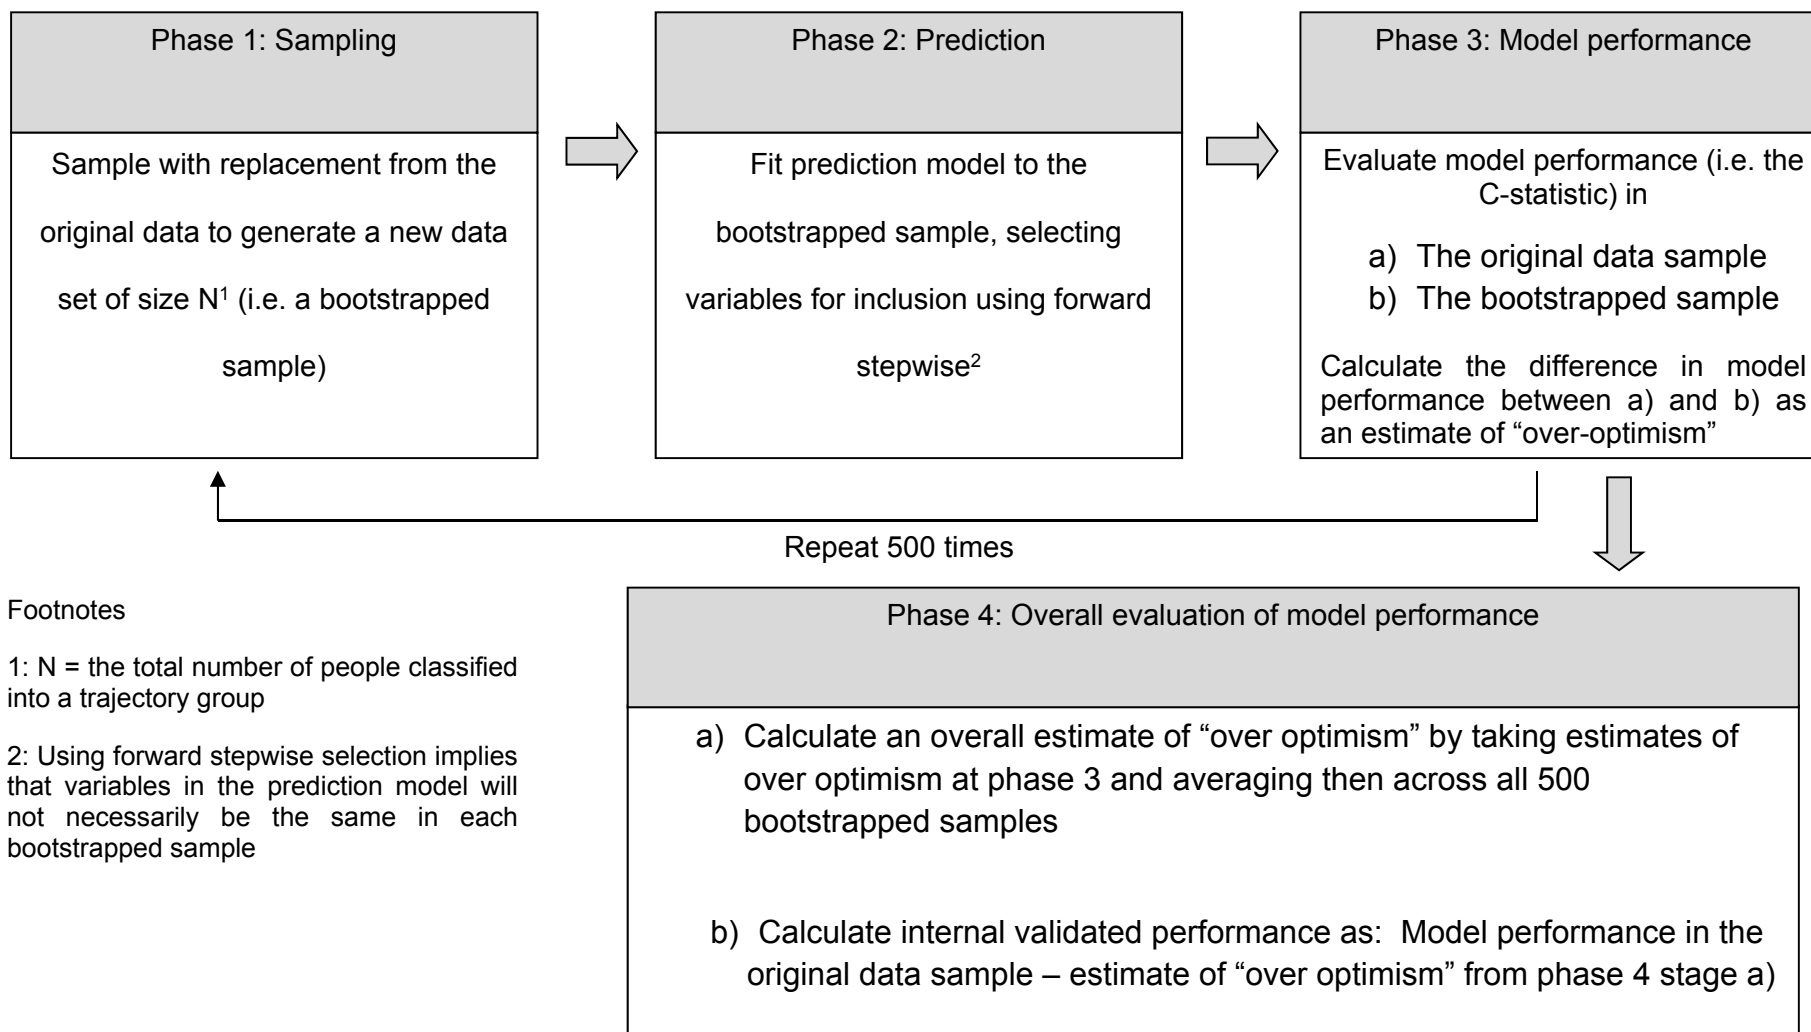 Phase 1: Sampling
Sample with replacement from the
original data to generate a new data
set of size N¹ (i.e. a bootstrapped
sample)
Phase 2: Prediction
Fit prediction model to the
bootstrapped sample, selecting
variables for inclusion using forward
stepwise²
Phase 3: Model performance
Evaluate model performance (i.e. the
C-statistic) in
a) The original data sample
b) The bootstrapped sample
Calculate the difference in model
performance between a) and b) as
an estimate of “over-optimism”
Repeat 500 times
Footnotes
1: N = the total number of people classified
into a trajectory group
2: Using forward stepwise selection implies
that variables in the prediction model will
not necessarily be the same in each
bootstrapped sample
Phase 4: Overall evaluation of model performance
a) Calculate an overall estimate of “over optimism” by taking estimates of
over optimism at phase 3 and averaging then across all 500
bootstrapped samples
b) Calculate internal validated performance as: Model performance in the
original data sample – estimate of “over optimism” from phase 4 stage a)